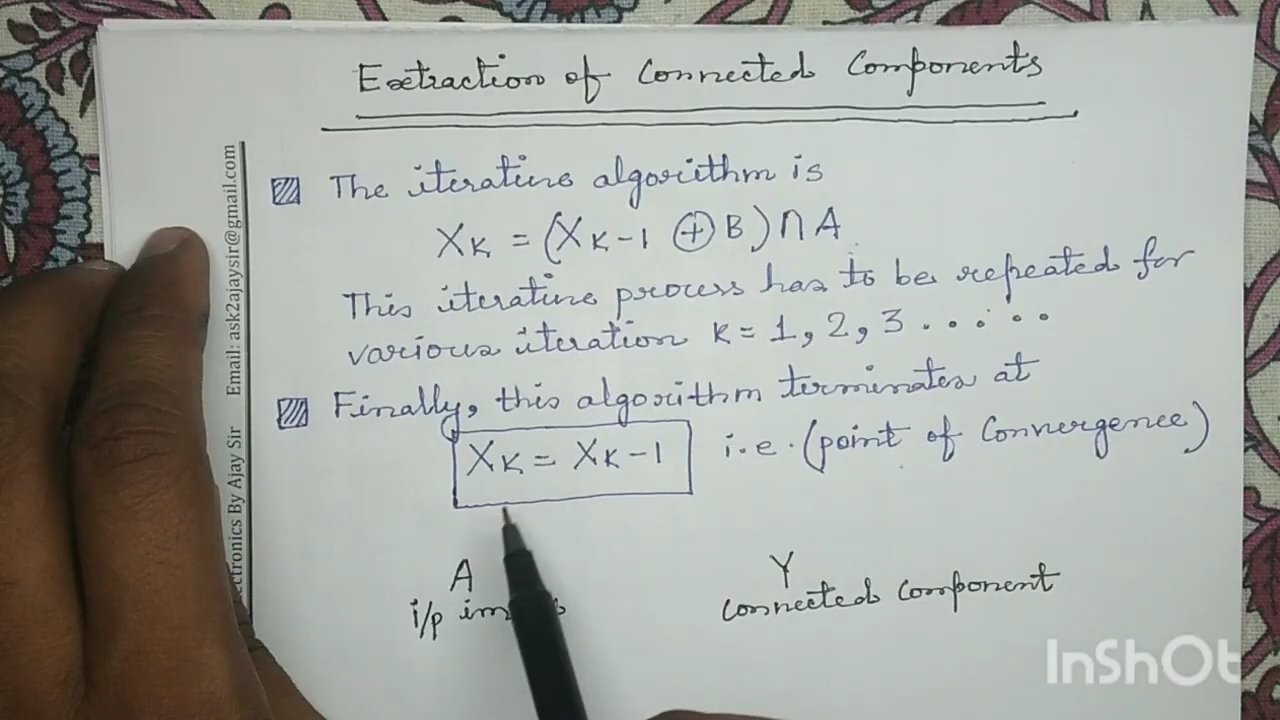 Extraction of Connected Components
The iterative algorithm is
XK = (XK-1 ⊕ B) ∩ A
This iterative process has to be repeated for
various iteration K = 1, 2, 3 . . . . . .
Finally, this algorithm terminates at
XK = XK-1 i.e. (point of Convergence)
A
i/p
Y
Connected Component
Email: ask2ajaysir@gmail.com
By Ajay Sir
InShOt